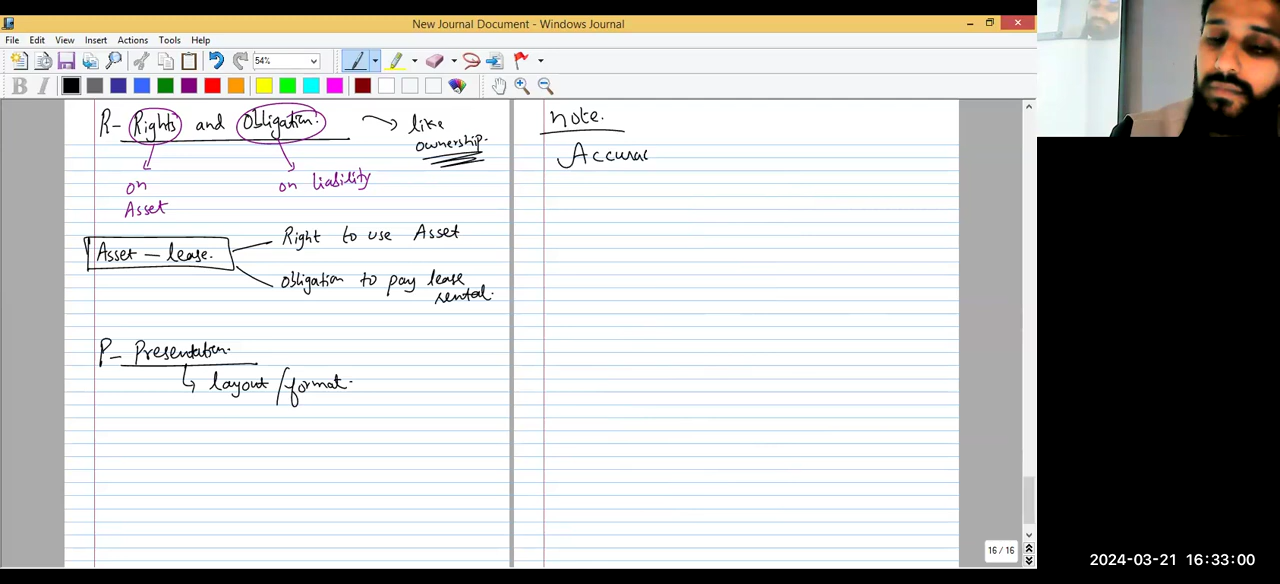 New Journal Document - Windows Journal
File Edit View Insert Actions Tools Help
54%
B I
R- Rights and Obligation. like
ownership.
on
Asset
on liability
Asset - lease. Right to use Asset
Obligation to pay lease
rental.
P- Presentation.
layout/format.
note.
Accurac
16 / 16
2024-03-21 16:33:00